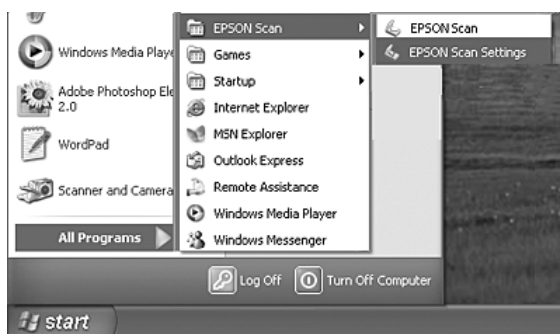 Windows Media Playe
Adobe Photoshop Ele
2.0
WordPad
Scanner and Camera
All Programs
EPSON Scan
Games
Startup
Internet Explorer
MSN Explorer
Outlook Express
Remote Assistance
Windows Media Player
Windows Messenger
EPSON Scan
EPSON Scan Settings
Log Off
Turn Off Computer
start